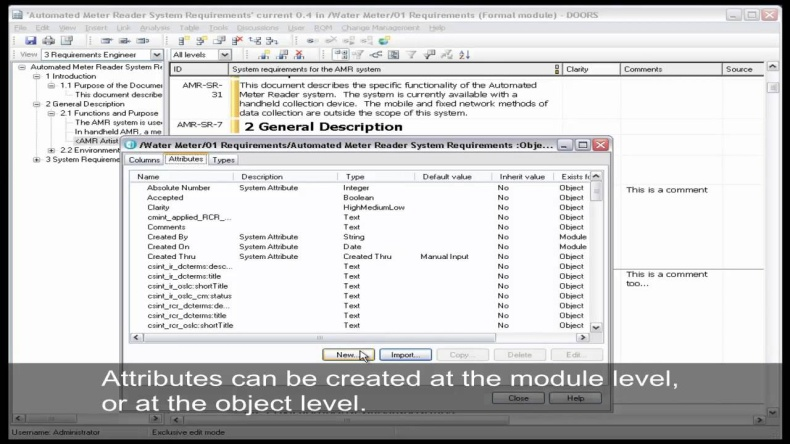 'Automated Meter Reader System Requirements' current 0.4 in /Water Meter/01 Requirements (Formal module) - DOORS
File Edit View Insert Link Analysis Table Tools Discussions User RCM Change Management Help
View 3 Requirements Engineer All levels
Automated Meter Reader System Re
1 Introduction
1.1 Purpose of the Documer
This document describe
2 General Description
2.1 Functions and Purpose
The AMR system is use
In handheld AMR, a me
<AMR Artist
2.2 Environment
3 System Requireme
ID System requirements for the AMR system Clarity Comments Source
AMR-SR-31 This document describes the specific functionality of the Automated
Meter Reader system. The system is currently available with a
handheld collection device. The mobile and fixed network methods of
data collection are outside the scope of this system.
AMR-SR-7 2 General Description
/Water Meter/01 Requirements/Automated Meter Reader System Requirements :Obje...
Columns Attributes Types
Name Description Type Default value Inherit value Exists fo
Absolute Number System Attribute Integer No Object
Accepted Boolean No Object
Clarity HighMediumLow No Object
cmint_applied_RCR_... Text No Object
Comments Text No Object
Created By System Attribute String No Module
Created On System Attribute Date No Module
Created Thru System Attribute Created Thru Manual Input No Object
csint_ir_dcterms:desc... Text No Object
csint_ir_dcterms:title Text No Object
csint_ir_oslc:shortTitle Text No Object
csint_ir_oslc_cm:status Text No Object
csint_rcr_dcterms:de... Text No Object
csint_rcr_dcterms:title Text No Object
csint_rcr_oslc:shortTitle Text No Object
New... Import... Copy... Delete Edit...
Close Help
This is a comment
This is a comment
too...
Attributes can be created at the module level,
or at the object level.
Username: Administrator Exclusive edit mode